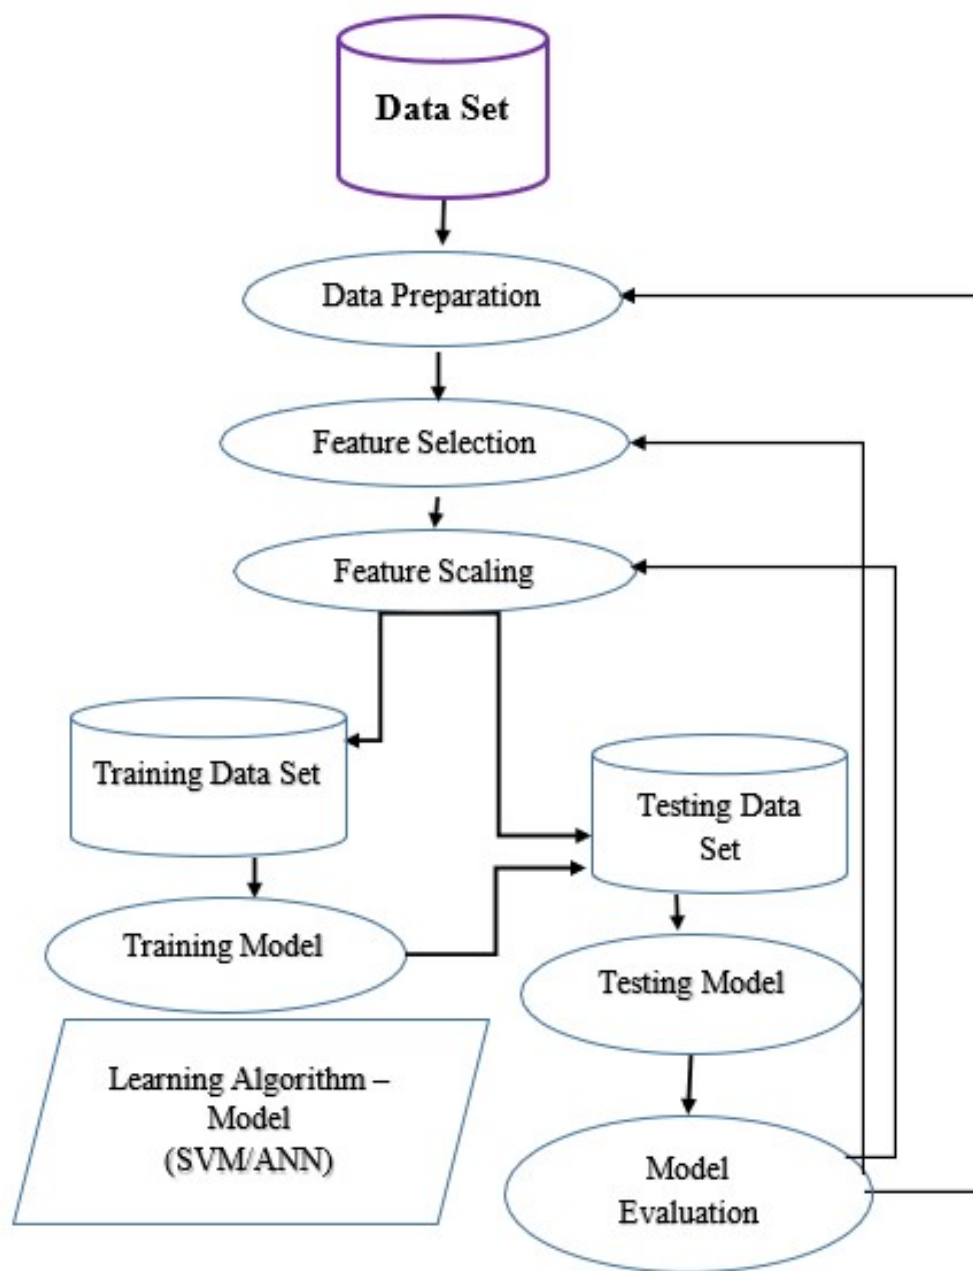 Data Set
Data Preparation
Feature Selection
Feature Scaling
Training Data Set
Testing Data
Set
Training Model
Testing Model
Learning Algorithm –
Model
(SVM/ANN)
Model
Evaluation